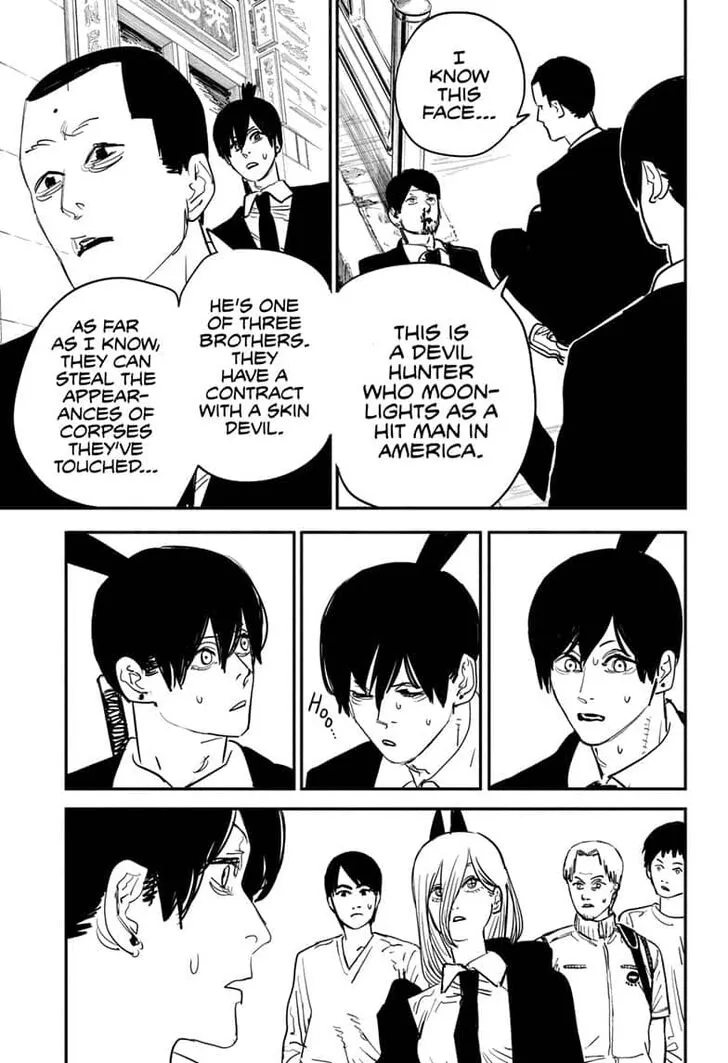 I
KNOW
THIS
FACE...
THIS IS
A DEVIL
HUNTER
WHO MOON-
LIGHTS AS A
HIT MAN IN
AMERICA.
HE'S ONE
OF THREE
BROTHERS.
THEY
HAVE A
CONTRACT
WITH A SKIN
DEVIL.
AS FAR
AS I KNOW,
THEY CAN
STEAL THE
APPEAR-
ANCES OF
CORPSES
THEY'VE
TOUCHED...
Hoo...